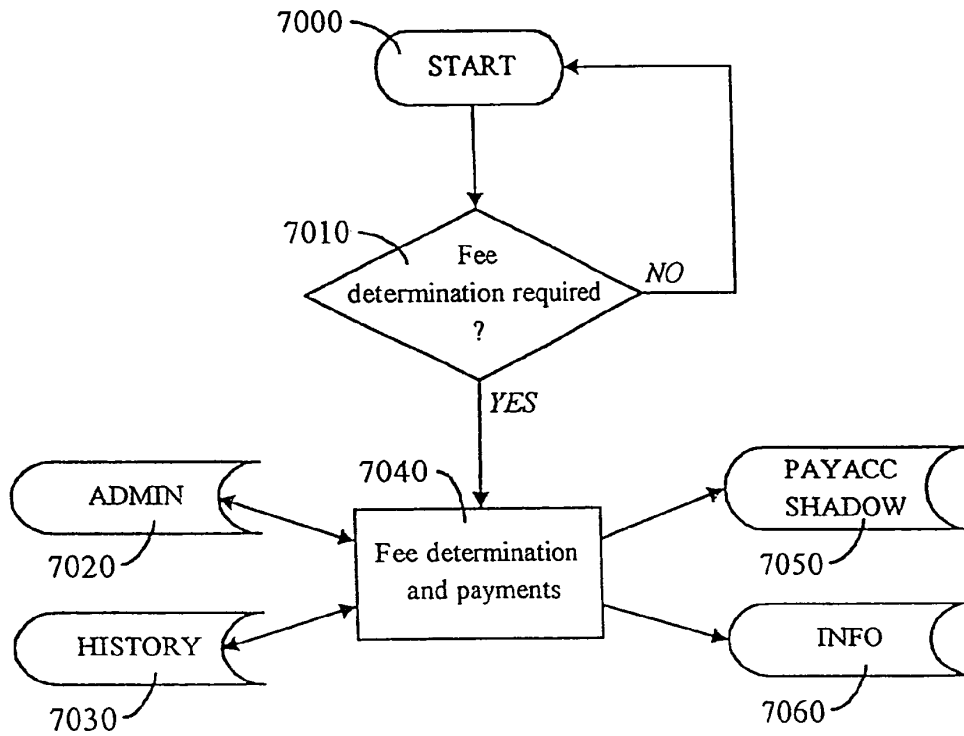 7000
START
7010
Fee
determination required
?
NO
YES
7040
ADMIN
7020
Fee determination
and payments
PAYACC
SHADOW
7050
HISTORY
7030
INFO
7060